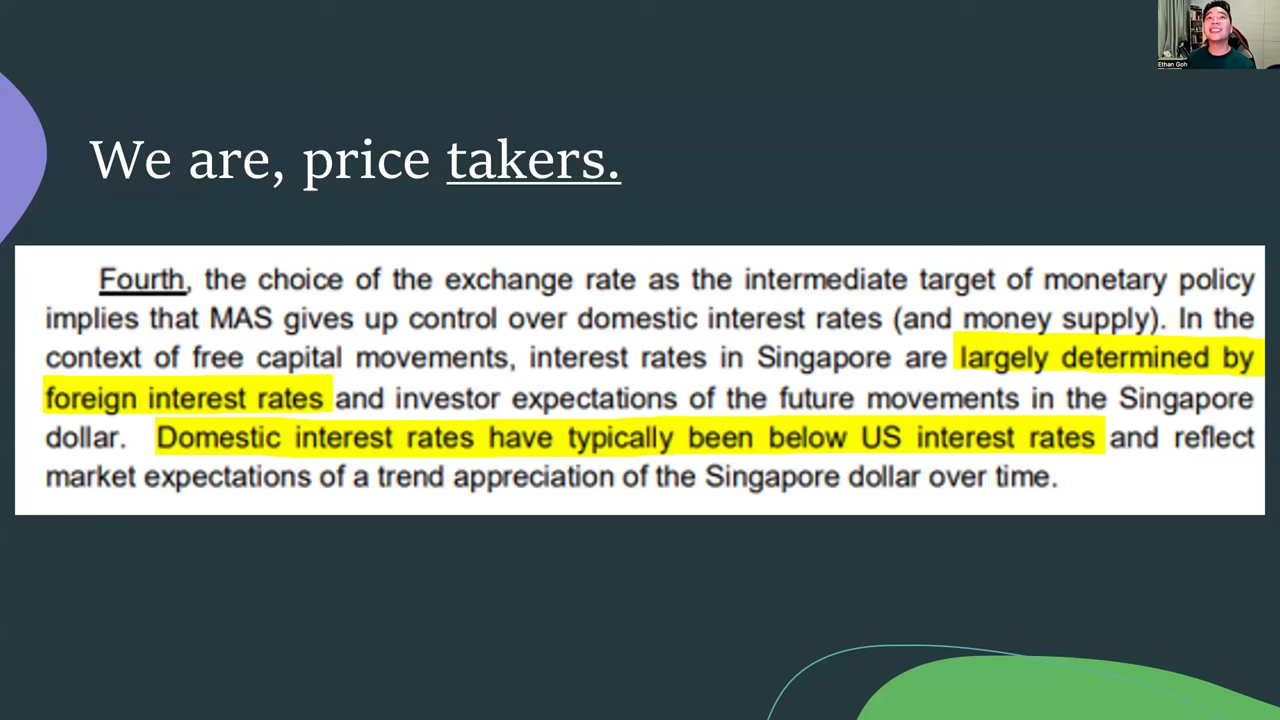 Ethan Goh
We are, price takers.
Fourth, the choice of the exchange rate as the intermediate target of monetary policy
implies that MAS gives up control over domestic interest rates (and money supply). In the
context of free capital movements, interest rates in Singapore are largely determined by
foreign interest rates and investor expectations of the future movements in the Singapore
dollar. Domestic interest rates have typically been below US interest rates and reflect
market expectations of a trend appreciation of the Singapore dollar over time.